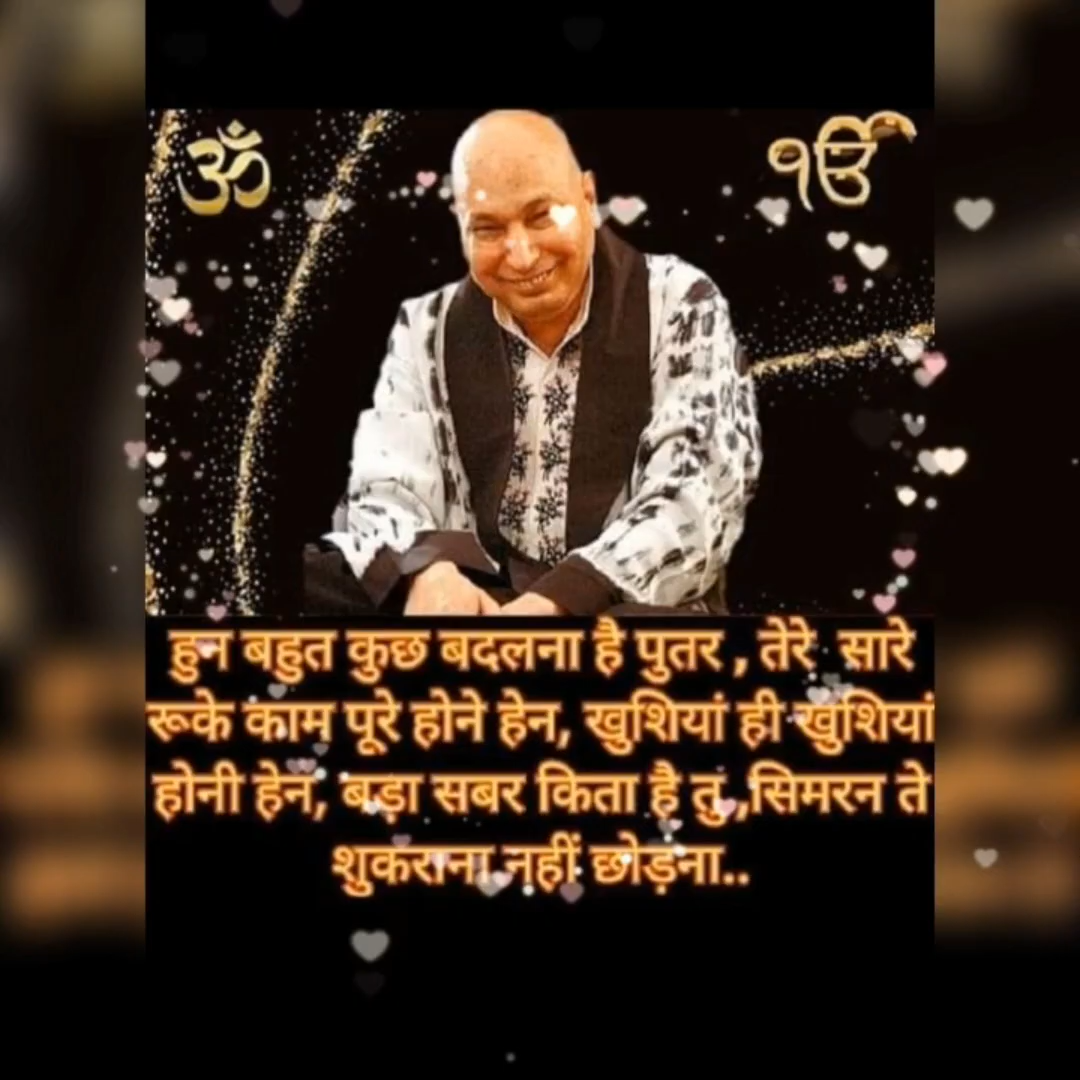 ॐ ੴ
हुन बहुत कुछ बदलना है पुतर , तेरे सारे
रूके काम पूरे होने हेन, खुशियां ही खुशियां
होनी हेन, बड़ा सबर किता है तु ,सिमरन ते
शुकराना नहीं छोड़ना..